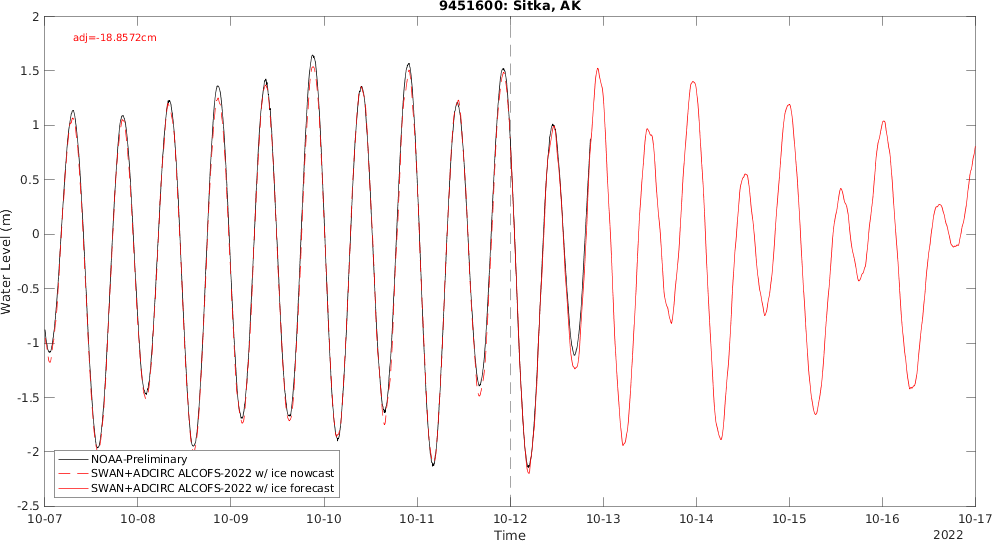 9451600: Sitka, AK
adj=-18.8572cm
2
1.5
1
0.5
0
-0.5
-1
-1.5
-2
-2.5
Water Level (m)
NOAA-Preliminary
SWAN+ADCIRC ALCOFS-2022 w/ ice nowcast
SWAN+ADCIRC ALCOFS-2022 w/ ice forecast
10-07 10-08 10-09 10-10 10-11 10-12 10-13 10-14 10-15 10-16 10-17
Time
2022